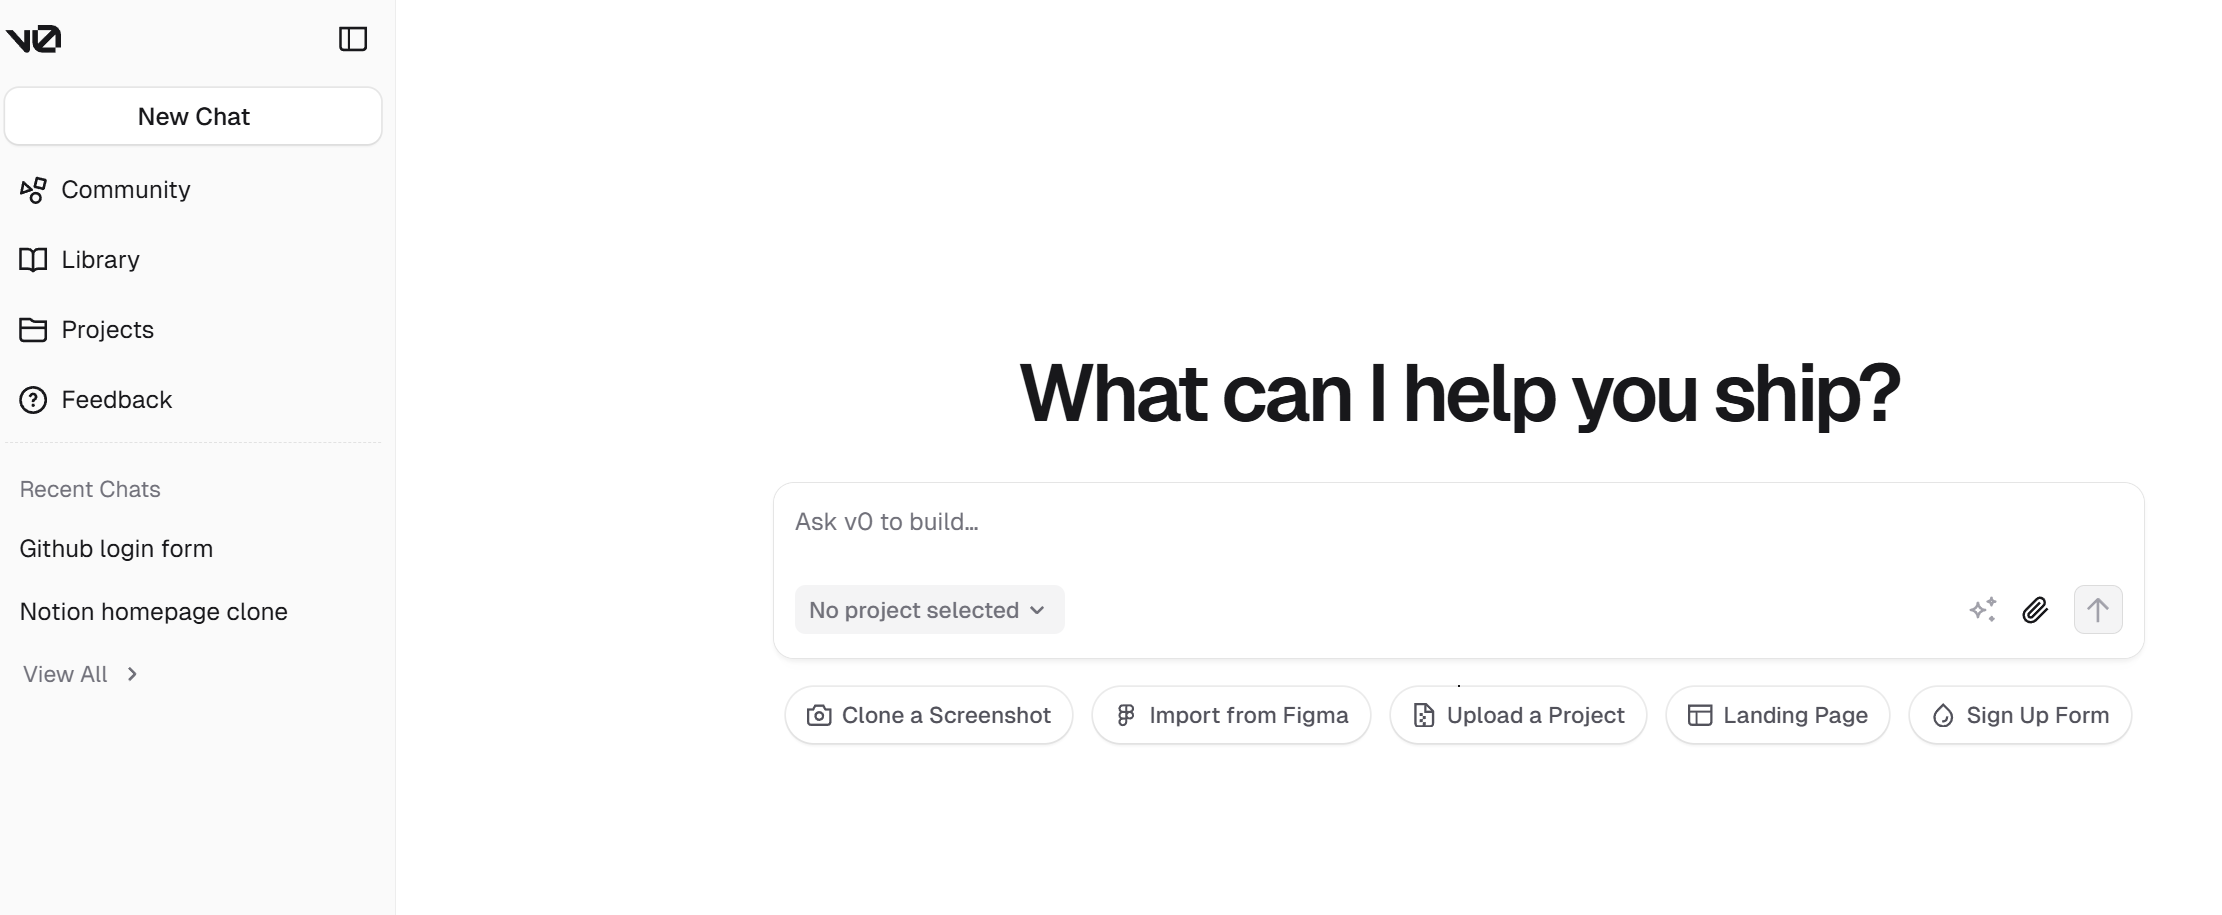 v0
New Chat
Community
Library
Projects
Feedback
Recent Chats
Github login form
Notion homepage clone
View All
What can I help you ship?
Ask v0 to build...
No project selected
Clone a Screenshot
Import from Figma
Upload a Project
Landing Page
Sign Up Form